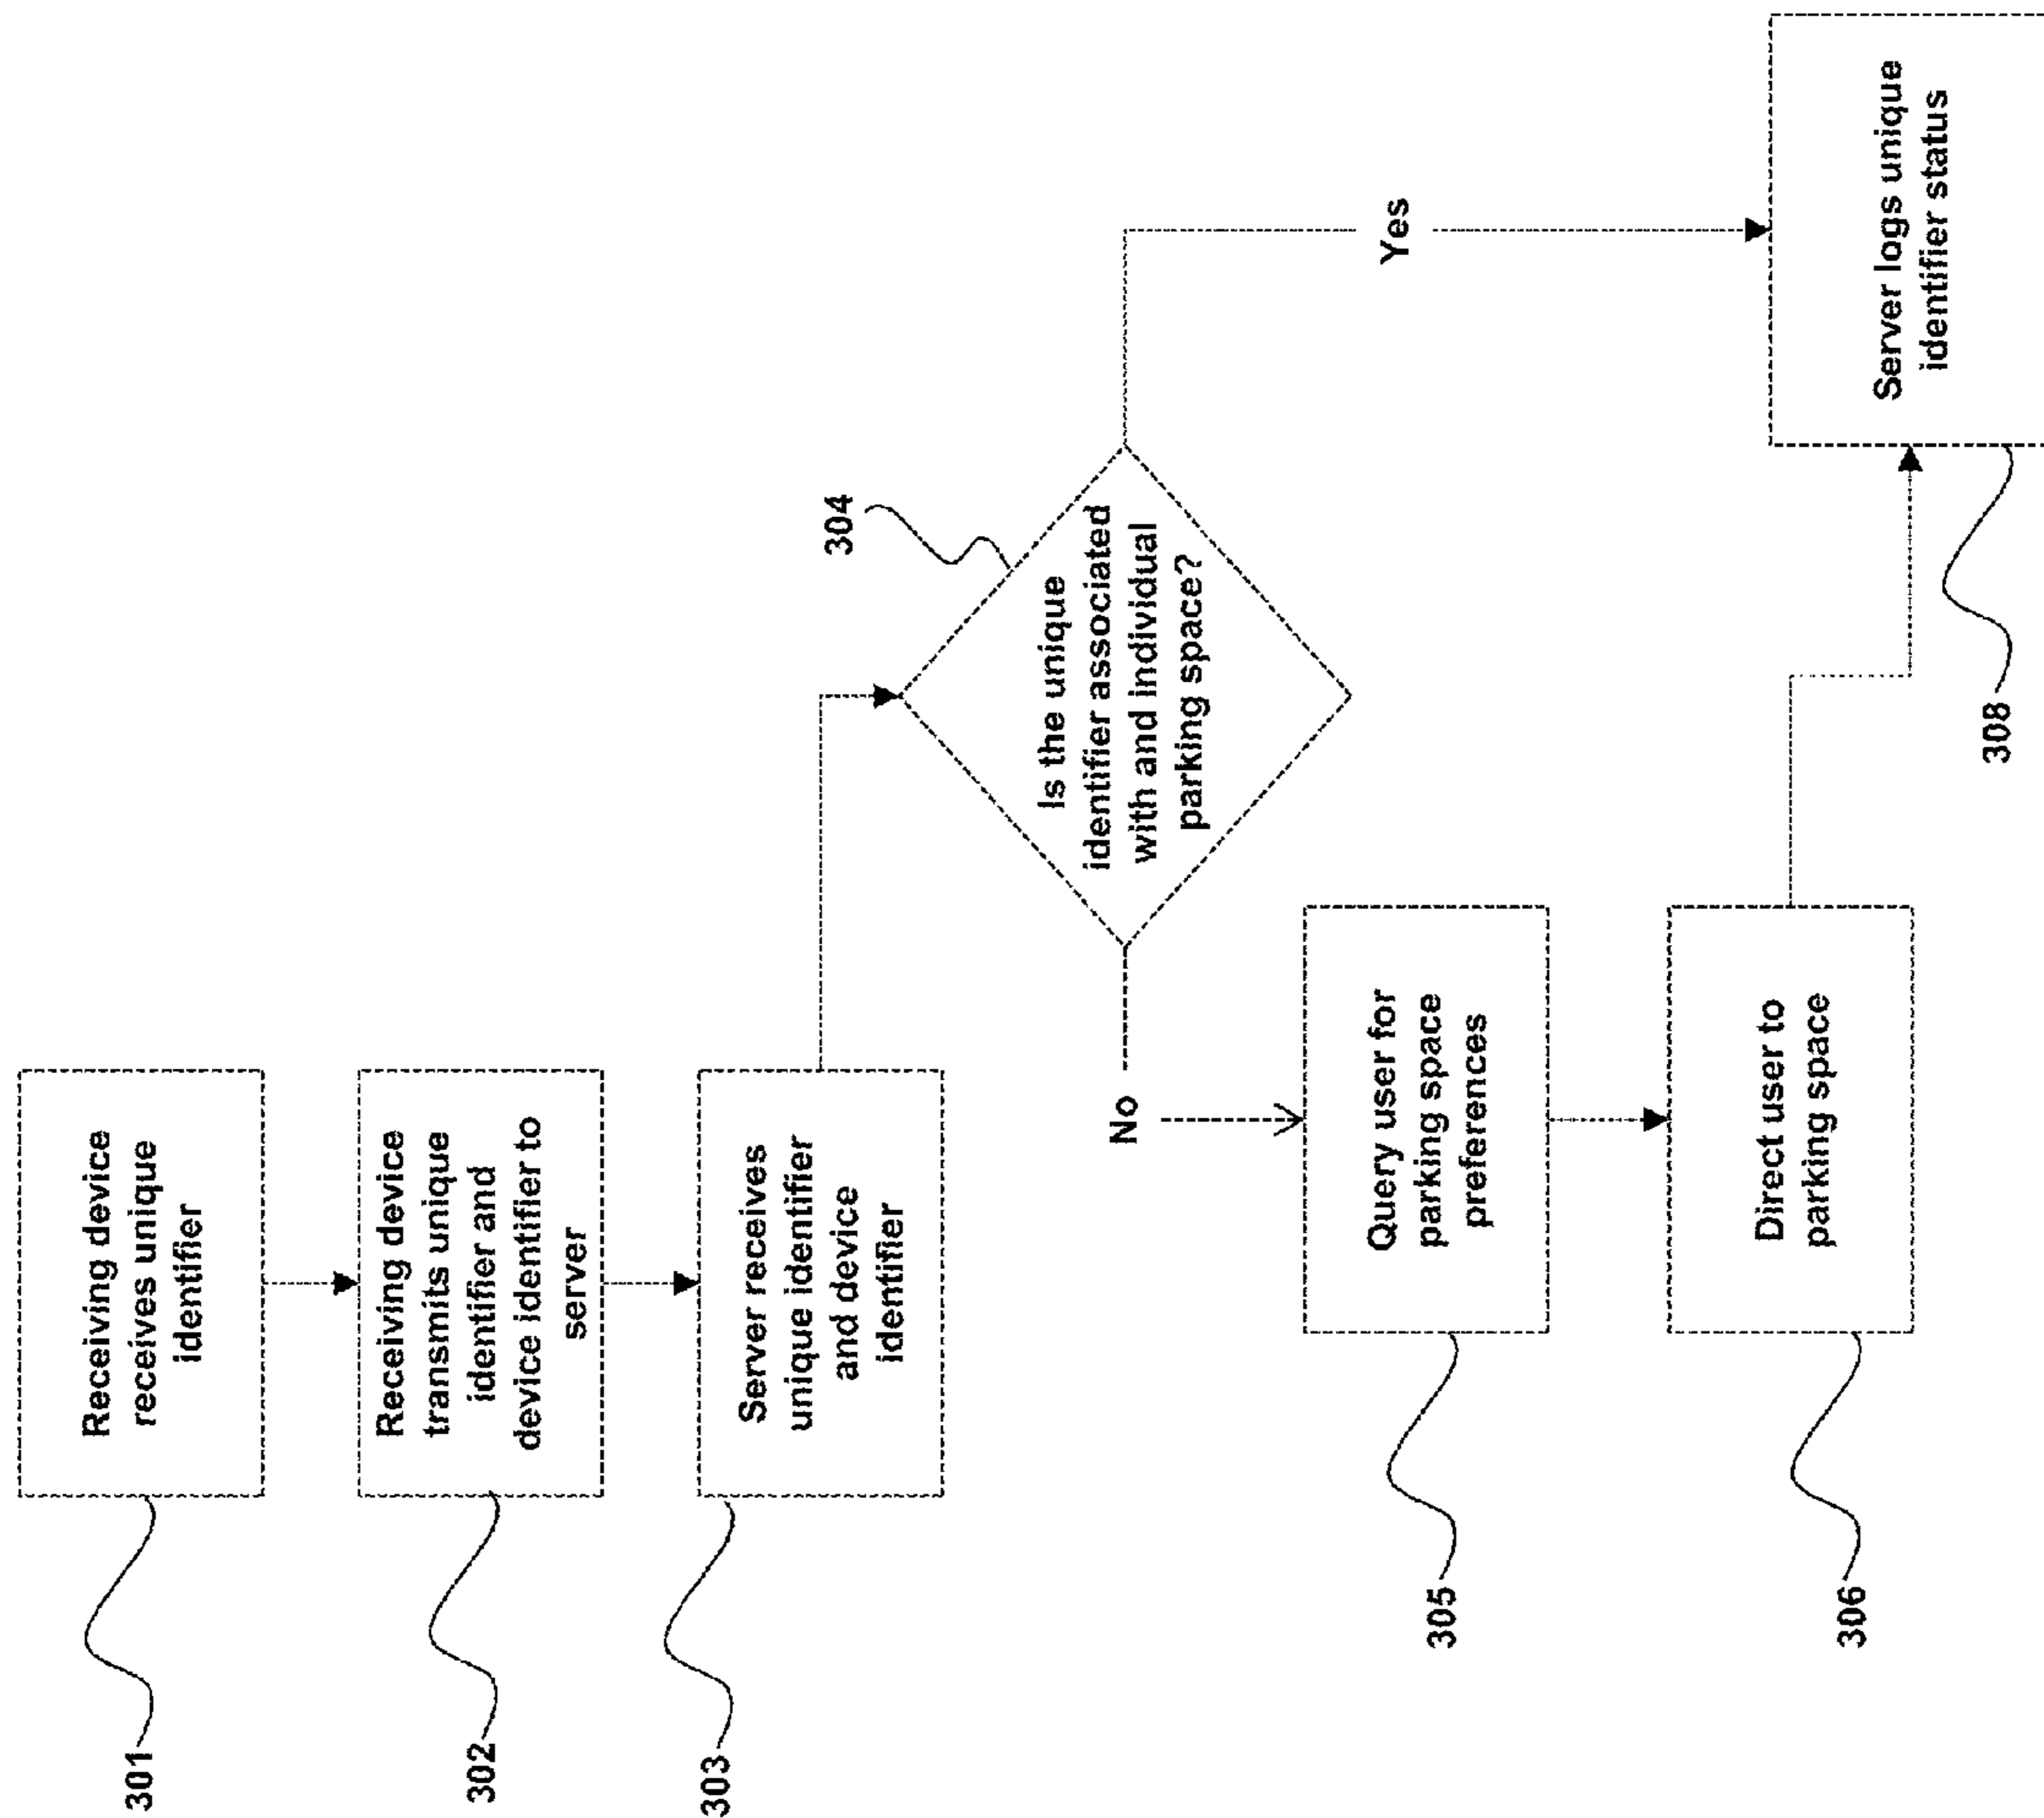 Receiving device
receives unique
identifier
301
Receiving device
transmits unique
identifier and
device identifier to
server
302
Server receives
unique identifier
and device
identifier
303
304
Is the unique
identifier associated
with and individual
parking space?
No
Yes
Query user for
parking space
preferences
305
Direct user to
parking space
306
Server logs unique
identifier status
308